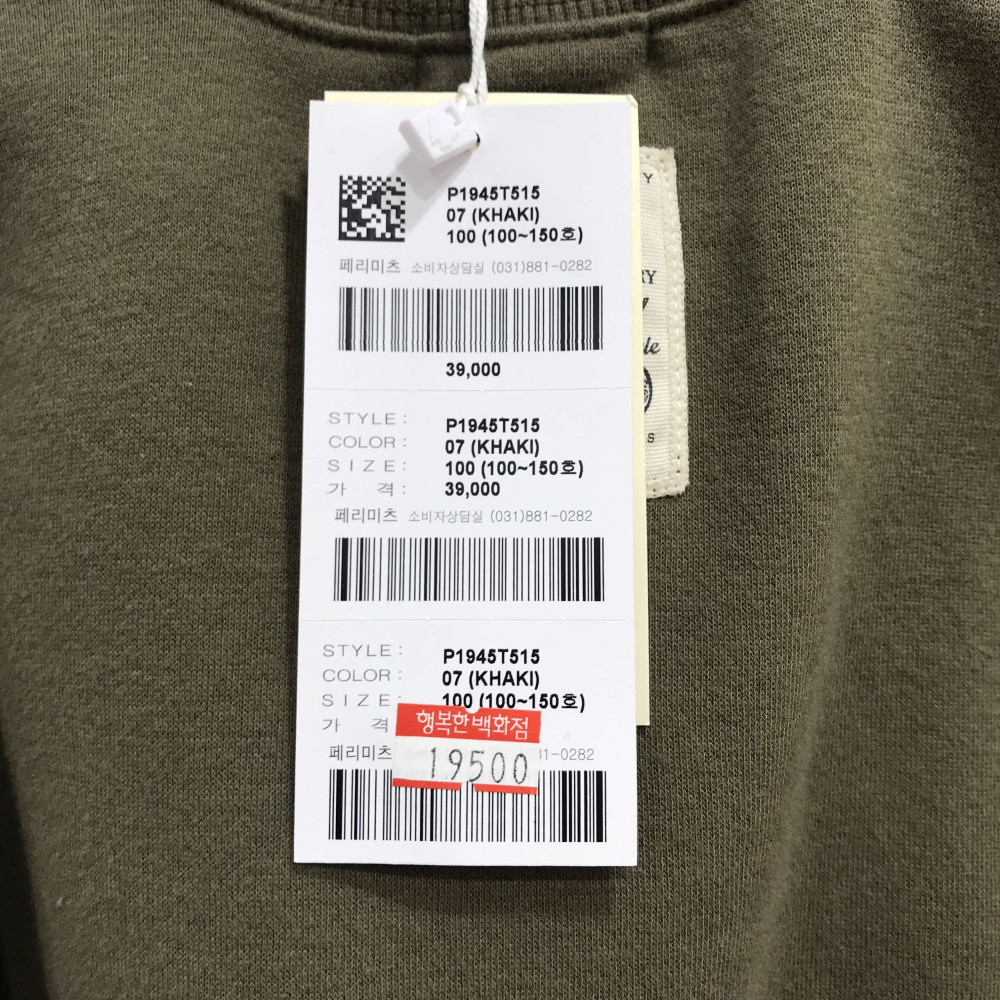 P1945T515
07 (KHAKI)
100 (100~150호)
페리미츠 소비자상담실 (031)881-0282
39,000
STYLE: P1945T515
COLOR: 07 (KHAKI)
SIZE: 100 (100~150호)
가 격: 39,000
페리미츠 소비자상담실 (031)881-0282
STYLE: P1945T515
COLOR: 07 (KHAKI)
SIZE: 100 (100~150호)
가 격
행복한백화점
페리미츠 31-0282
19500
Y
RY
le
S